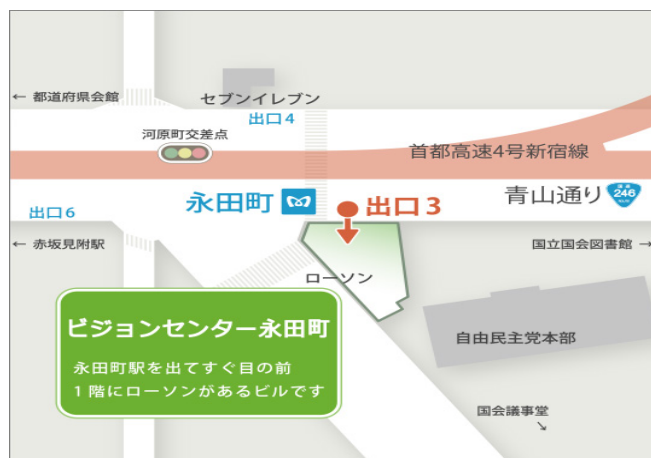 ← 都道府県会館
セブンイレブン
出口4
河原町交差点
首都高速4号新宿線
永田町
出口3
青山通り
246
出口6
← 赤坂見附駅
国立国会図書館 →
ローソン
ビジョンセンター永田町
永田町駅を出てすぐ目の前
1階にローソンがあるビルです
自由民主党本部
国会議事堂
↘